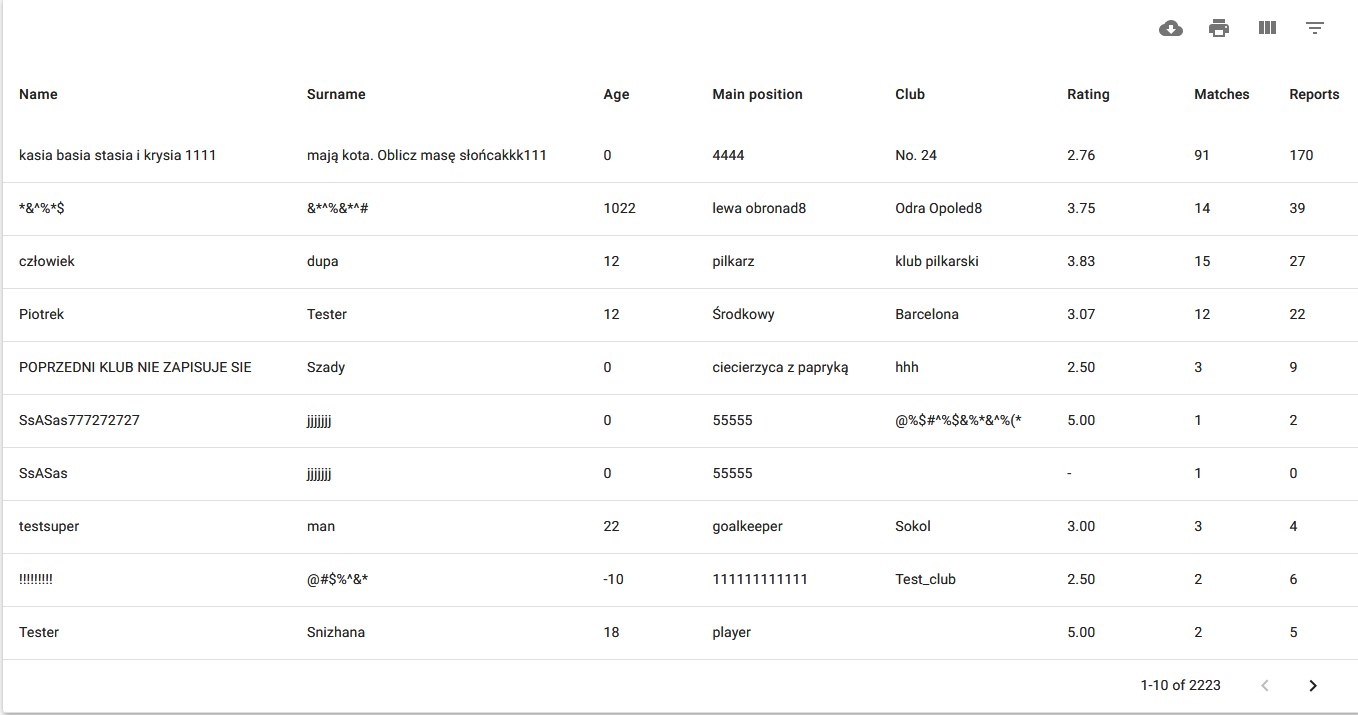 Name Surname Age Main position Club Rating Matches Reports
kasia basia stasia i krysia 1111 mają kota. Oblicz masę słońcakkk111 0 4444 No. 24 2.76 91 170
*&^%*$ &*^%&*^# 1022 lewa obronad8 Odra Opoled8 3.75 14 39
człowiek dupa 12 pilkarz klub pilkarski 3.83 15 27
Piotrek Tester 12 Środkowy Barcelona 3.07 12 22
POPRZEDNI KLUB NIE ZAPISUJE SIE Szady 0 ciecierzyca z papryką hhh 2.50 3 9
SsASas777272727 jjjjjjj 0 55555 @%$#^%$&%*&^%(* 5.00 1 2
SsASas jjjjjjj 0 55555 - 1 0
testsuper man 22 goalkeeper Sokol 3.00 3 4
!!!!!!!!! @#$%^&* -10 111111111111 Test_club 2.50 2 6
Tester Snizhana 18 player 5.00 2 5
1-10 of 2223